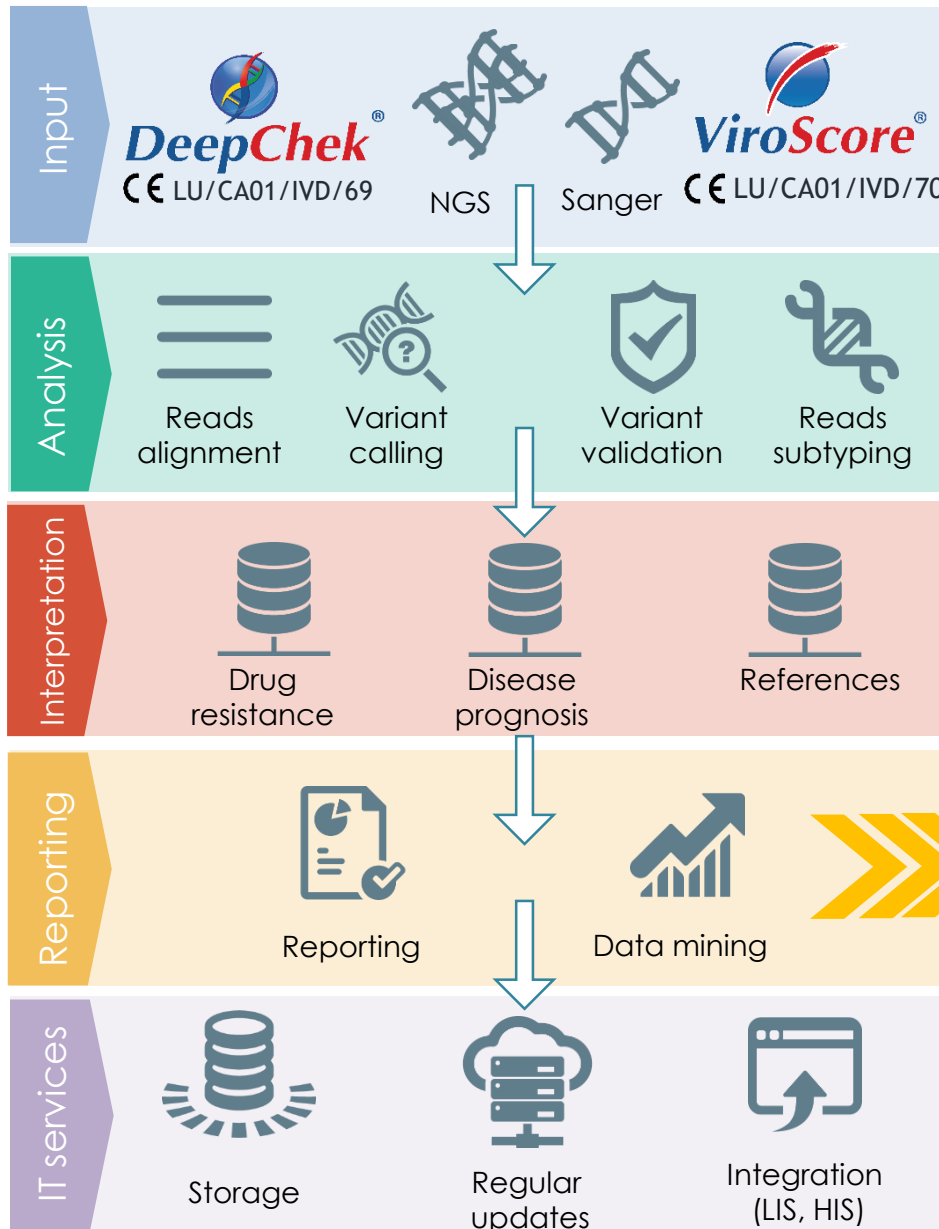 Input
DeepChek®
CE LU/CA01/IVD/69
NGS
Sanger
ViroScore®
CE LU/CA01/IVD/70
Analysis
?
Reads
alignment
Variant
calling
Variant
validation
Reads
subtyping
Interpretation
Drug
resistance
Disease
prognosis
References
Reporting
Reporting
Data mining
IT services
Storage
Regular
updates
Integration
(LIS, HIS)